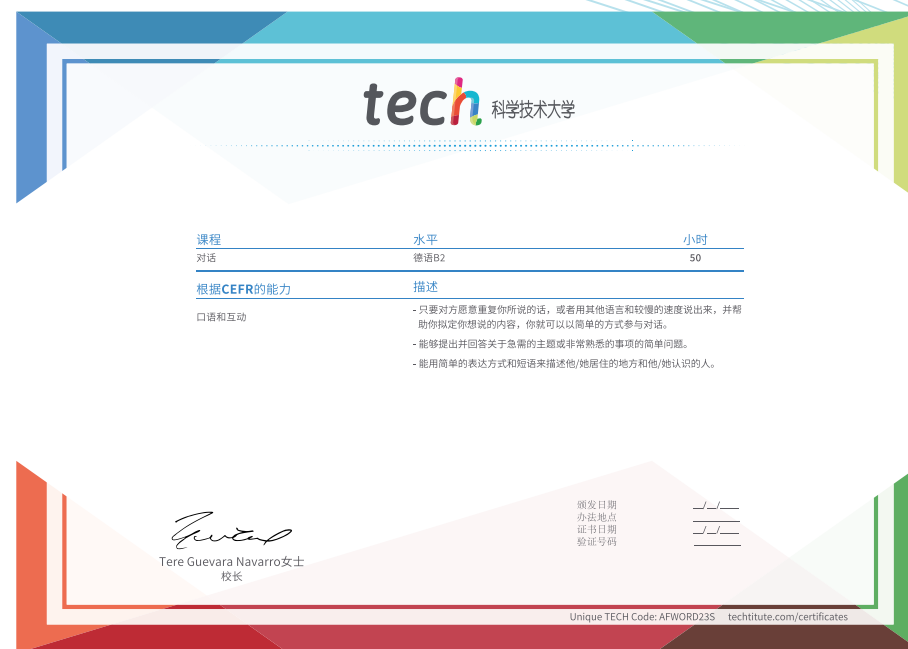 tech 科学技术大学
课程 水平 小时
对话 德语B2 50
根据CEFR的能力 描述
口语和互动
- 只要对方愿意重复你所说的话，或者用其他语言和较慢的速度说出来，并帮
助你拟定你想说的内容，你就可以以简单的方式参与对话。
- 能够提出并回答关于急需的主题或非常熟悉的事项的简单问题。
- 能用简单的表达方式和短语来描述他/她居住的地方和他/她认识的人。
颁发日期 __/__/____
办法地点 ________
证书日期 __/__/____
验证号码 ________
Tere Guevara Navarro女士
校长
Unique TECH Code: AFWORD23S techtitute.com/certificates